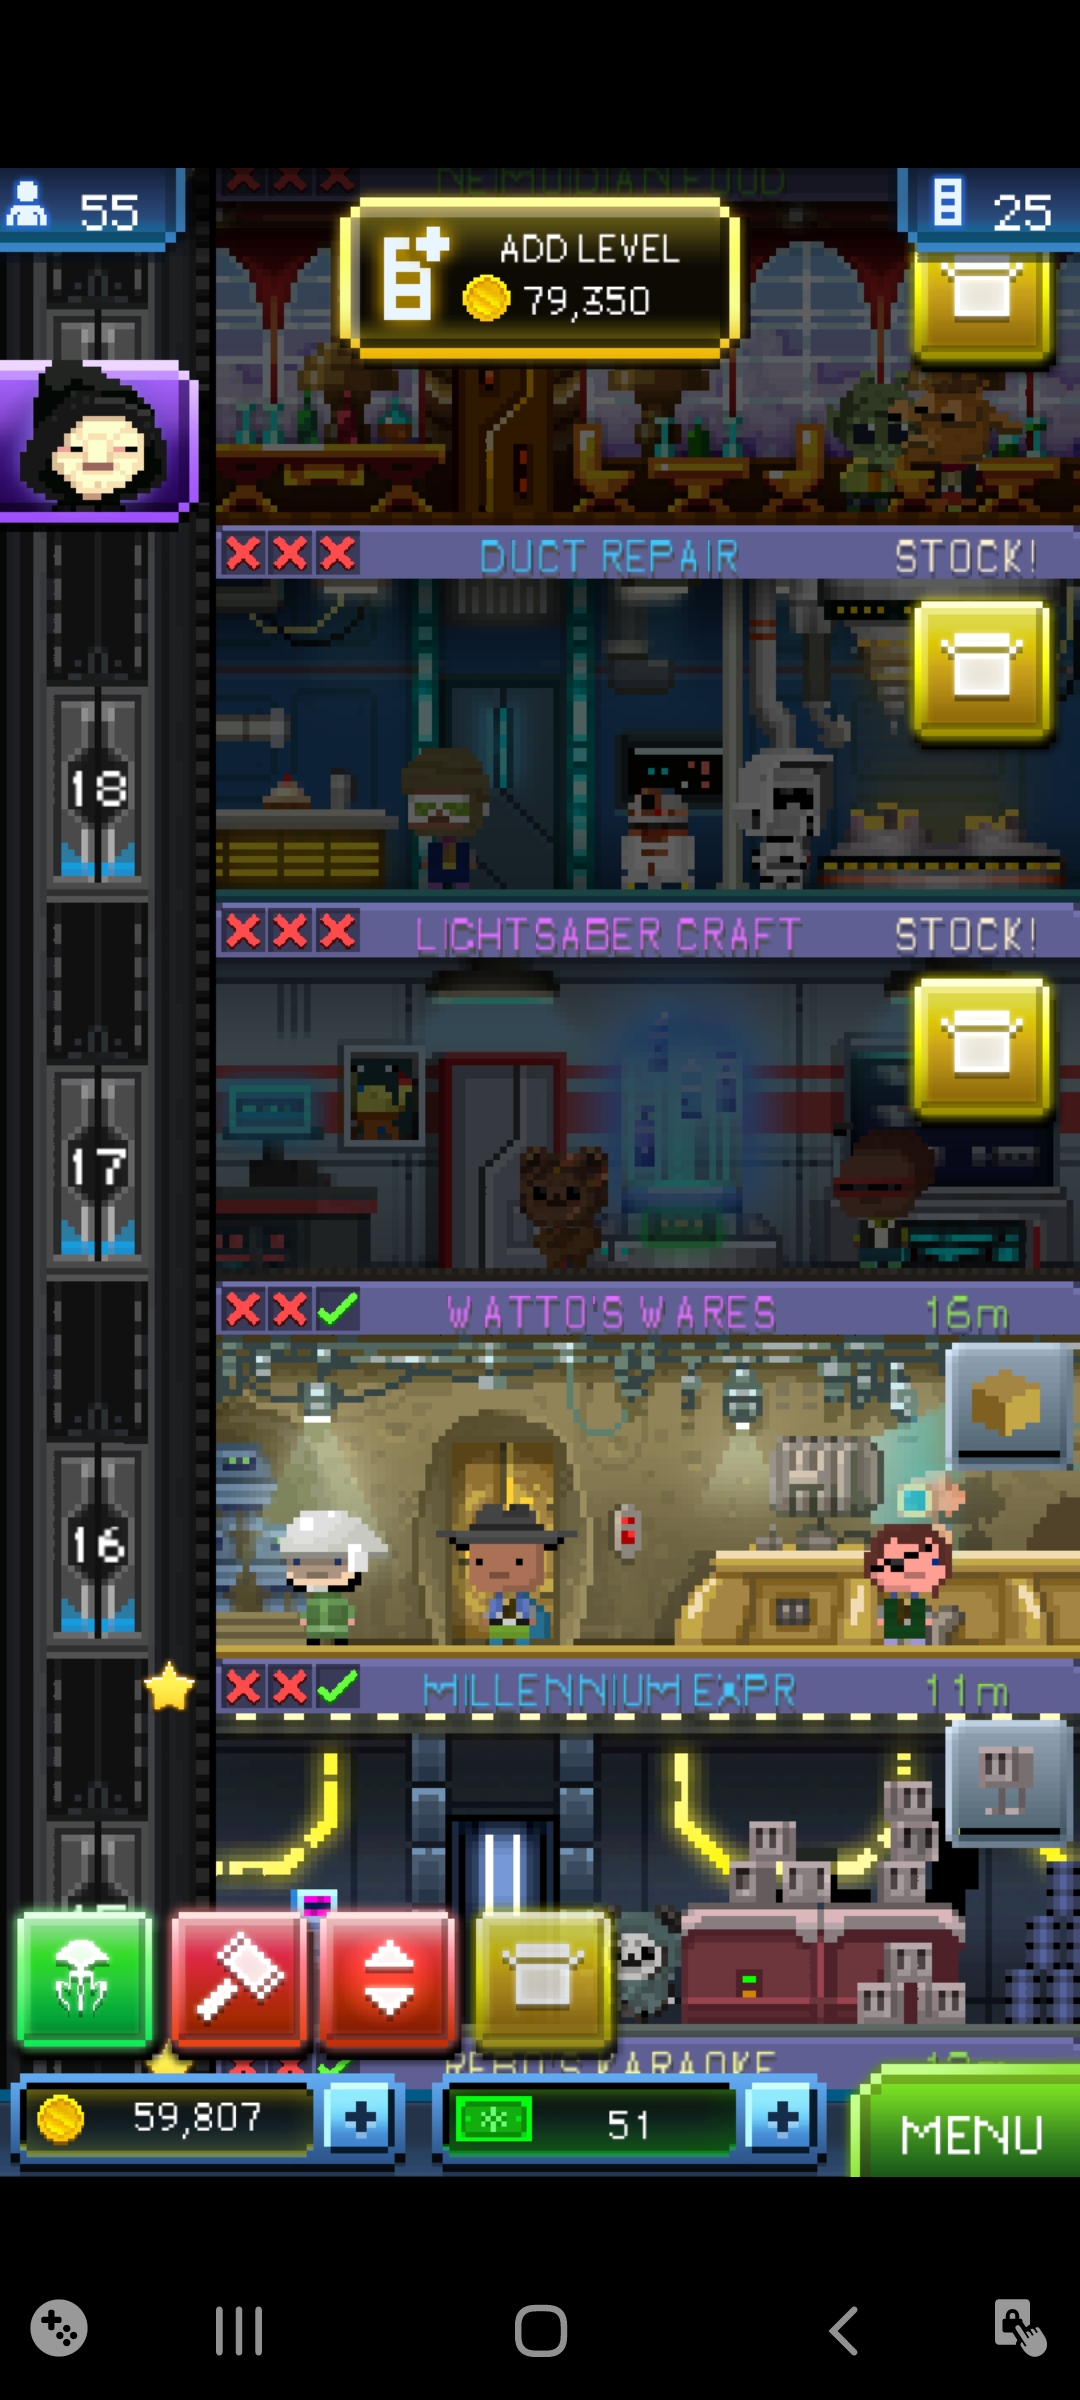 NEIMOIDIAN FOOD
55
25
ADD LEVEL
79,350
DUCT REPAIR STOCK!
18
LIGHTSABER CRAFT STOCK!
17
WATTO'S WARES 16m
16
MILLENNIUM EXPR 11m
REBO'S KARAOKE
59,807
51
MENU